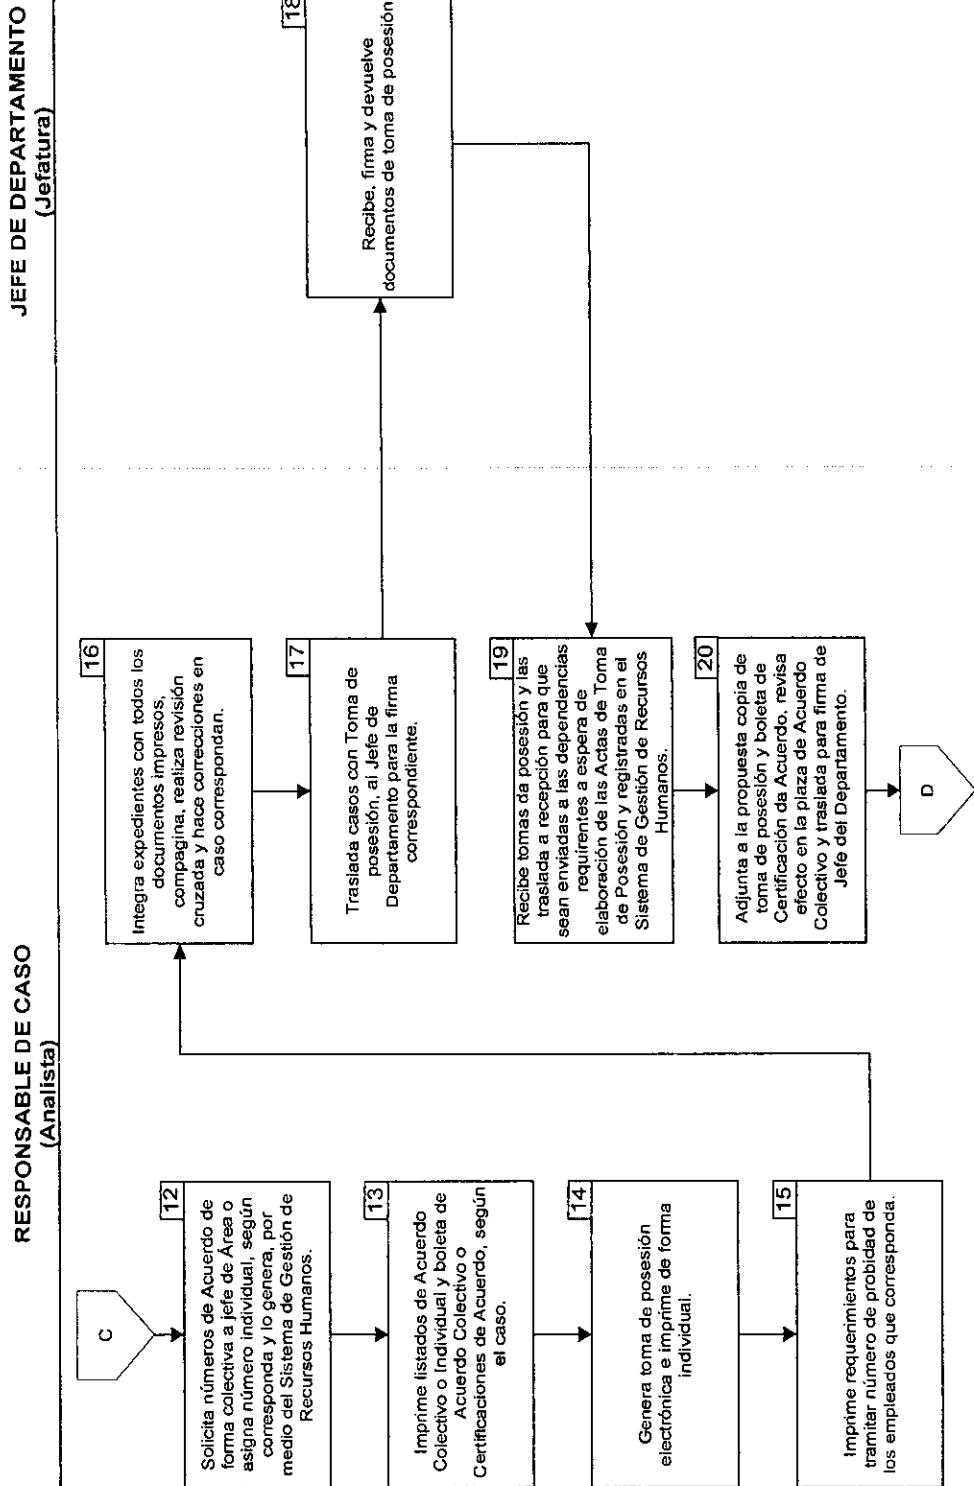 RESPONSABLE DE CASO
(Analista)
JEFE DE DEPARTAMENTO
(Jefatura)
C
12
Solicita números de Acuerdo de
forma colectiva a jefe de Área o
asigna número individual, según
corresponda y lo genera, por
medio del Sistema de Gestión de
Recursos Humanos.
13
Imprime listados de Acuerdo
Colectivo o Individual y boleta de
Acuerdo Colectivo o
Certificaciones de Acuerdo, según
el caso.
14
Genera toma de posesión
electrónica e imprime de forma
individual.
15
Imprime requerimientos para
tramitar número de probidad de
los empleados que corresponda.
16
Integra expedientes con todos los
documentos impresos,
compagina, realiza revisión
cruzada y hace correcciones en
caso correspondan.
17
Traslada casos con Toma de
posesión, al Jefe de
Departamento para la firma
correspondiente.
18
Recibe, firma y devuelve
documentos de toma de posesión
19
Recibe tomas da posesión y las
traslada a recepción para que
sean enviadas a las dependencias
requirentes a espera de
elaboración de las Actas de Toma
de Posesión y registradas en el
Sistema de Gestión de Recursos
Humanos.
20
Adjunta a la propuesta copia de
toma de posesión y boleta de
Certificación da Acuerdo, revisa
efecto en la plaza de Acuerdo
Colectivo y traslada para firma de
Jefe del Departamento.
D